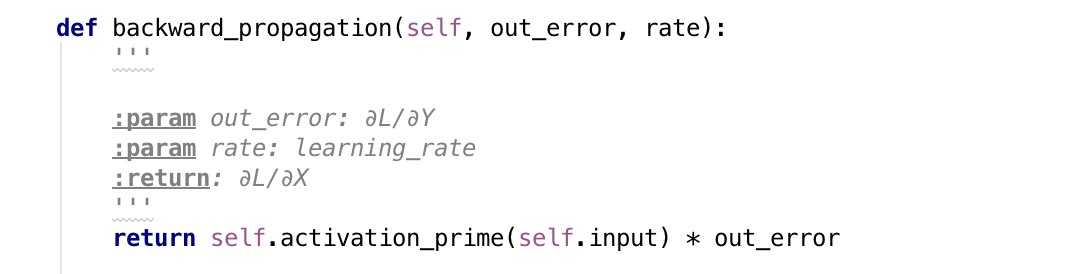 def backward_propagation(self, out_error, rate):
'''
:param out_error: ∂L/∂Y
:param rate: learning_rate
:return: ∂L/∂X
'''
return self.activation_prime(self.input) * out_error